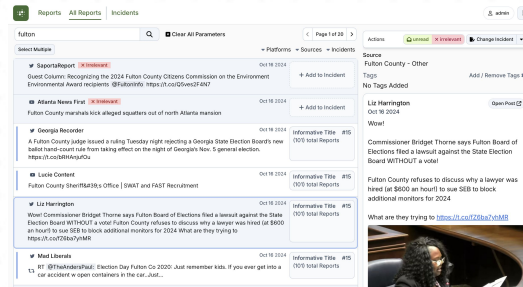 Reports All Reports Incidents admin
fulton Clear All Parameters Page 1 of 30
Select Multiple Platforms Sources Incidents
SaportaReport × Irrelevant Oct 16 2024
Guest Column: Recognizing the 2024 Fulton County Citizens Commission on the Environment
Environmental Award recipients @FultonInfo https://t.co/Q5ves2F4N7
+ Add to Incident
Atlanta News First × Irrelevant Oct 16 2024
Fulton County marshals kick alleged squatters out of north Atlanta mansion
+ Add to Incident
Georgia Recorder Oct 16 2024
A Fulton County judge issued a ruling Tuesday night rejecting a Georgia State Election Board's new
ballot hand-count rule from taking effect on the night of Georgia's Nov. 5 general election.
https://t.co/bRHAnjufOu
Informative Title #15
(101) total Reports
Lucie Content Oct 16 2024
Fulton County Sheriff&#39;s Office | SWAT and FAST Recruitment
Informative Title #15
(101) total Reports
Liz Harrington Oct 16 2024
Wow! Commissioner Bridget Thorne says Fulton Board of Elections filed a lawsuit against the State
Election Board WITHOUT a vote! Fulton County refuses to discuss why a lawyer was hired (at $600
an hour!) to sue SEB to block additional monitors for 2024 What are they trying to
https://t.co/fZ6ba7yhMR
Informative Title #15
(101) total Reports
Mad Liberals Oct 16 2024
RT @TheAndersPaul: Election Day Fulton Co 2020! Just remember kids. If you ever get into a
car accident w open containers in the car...Just...
Informative Title #15
(101) total Reports
Actions unread × Irrelevant Change Incident
Source
Fulton County - Other
Tags Add / Remove Tags
No Tags Added
Liz Harrington Open Post
Oct 16 2024
Wow!
Commissioner Bridget Thorne says Fulton Board of
Elections filed a lawsuit against the State Election
Board WITHOUT a vote!
Fulton County refuses to discuss why a lawyer was
hired (at $600 an hour!) to sue SEB to block
additional monitors for 2024
What are they trying to https://t.co/fZ6ba7yhMR